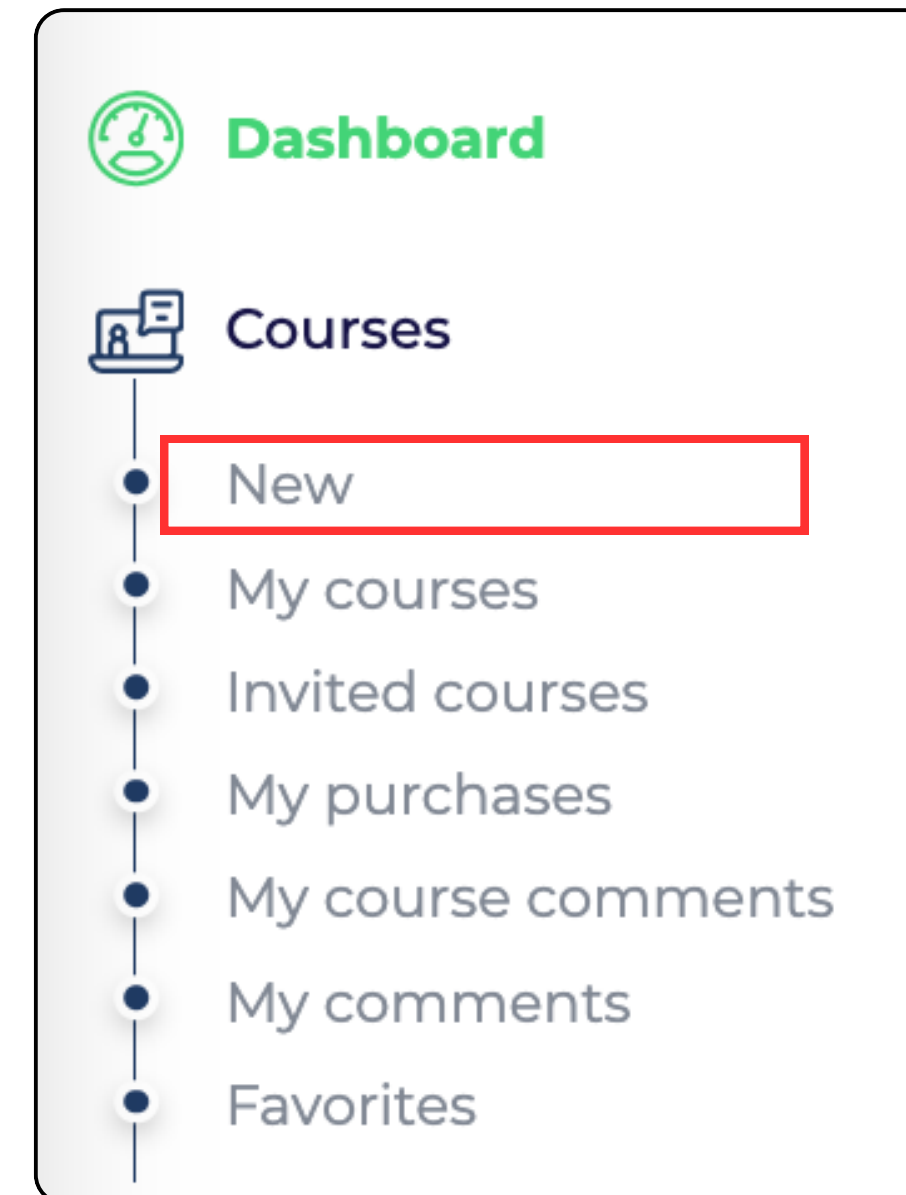 Dashboard
Courses
New
My courses
Invited courses
My purchases
My course comments
My comments
Favorites